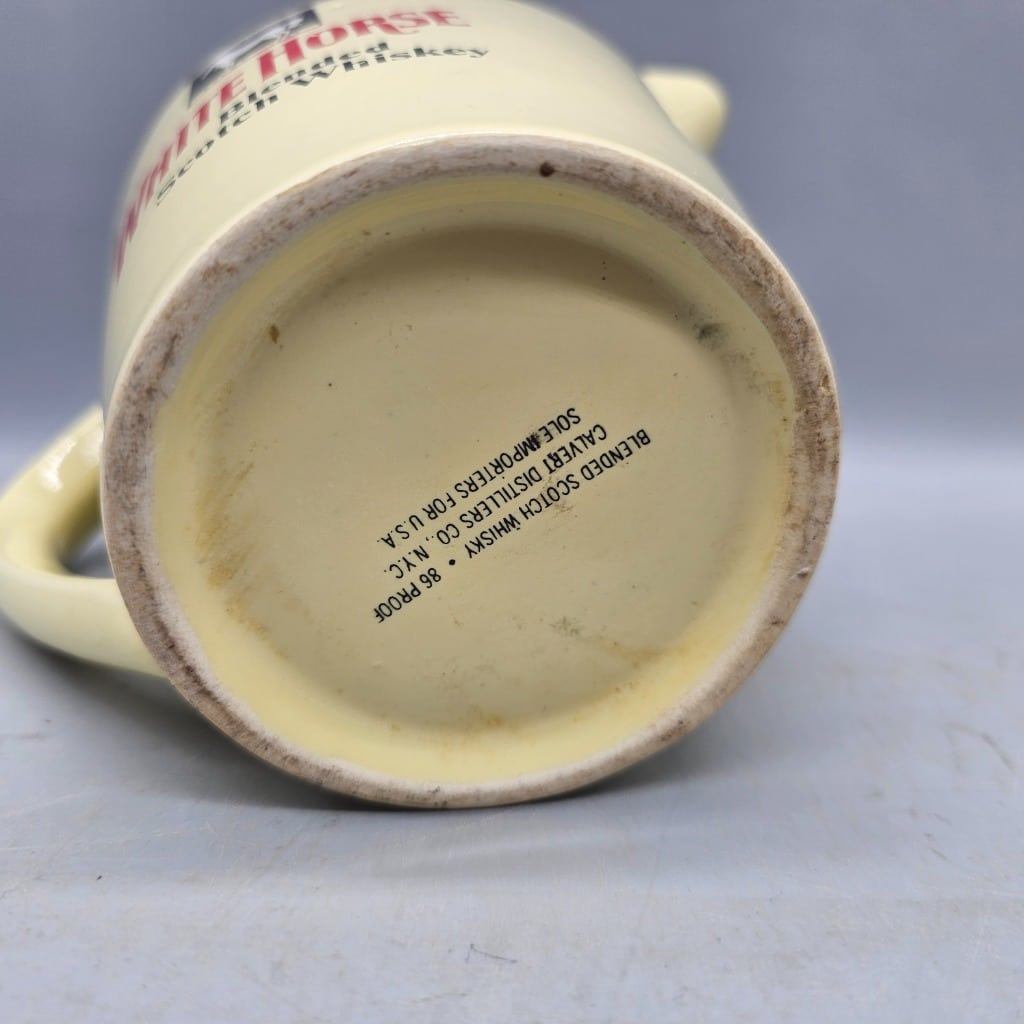 WHITE HORSE
Blended
Scotch Whiskey
BLENDED SCOTCH WHISKY • 86 PROOF
CALVERT DISTILLERS CO., N.Y.C.
SOLE IMPORTERS FOR U.S.A.